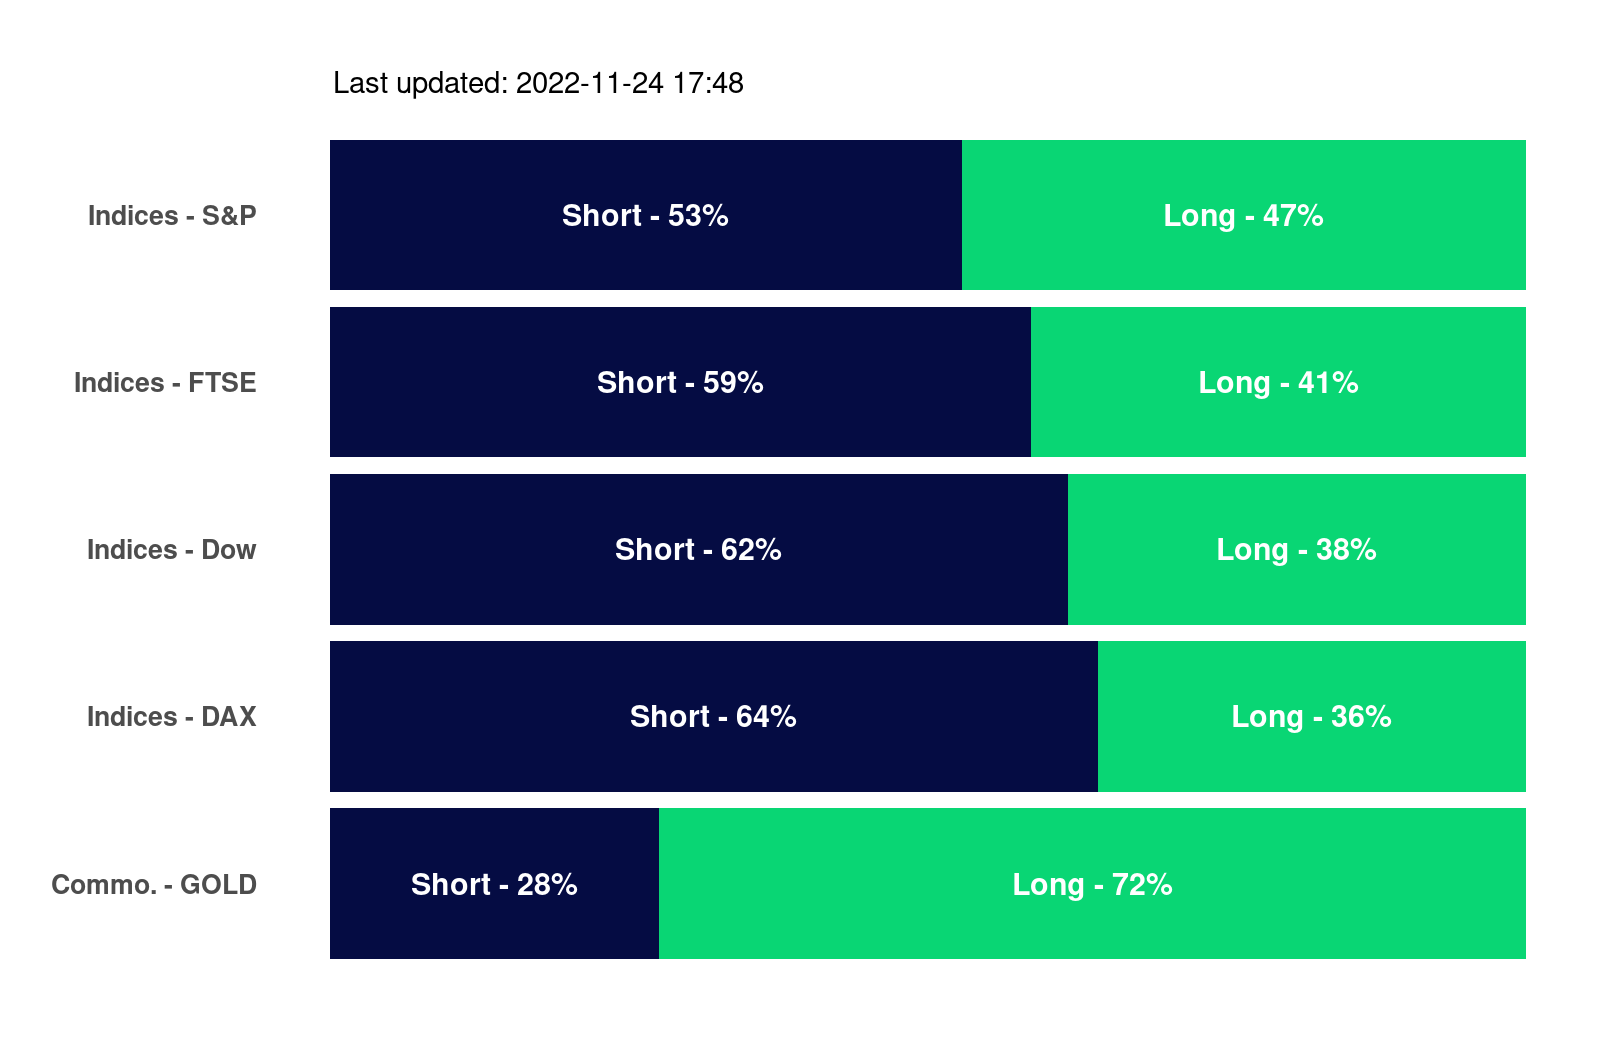 Last updated: 2022-11-24 17:48
Indices - S&P Short - 53% Long - 47%
Indices - FTSE Short - 59% Long - 41%
Indices - Dow Short - 62% Long - 38%
Indices - DAX Short - 64% Long - 36%
Commo. - GOLD Short - 28% Long - 72%